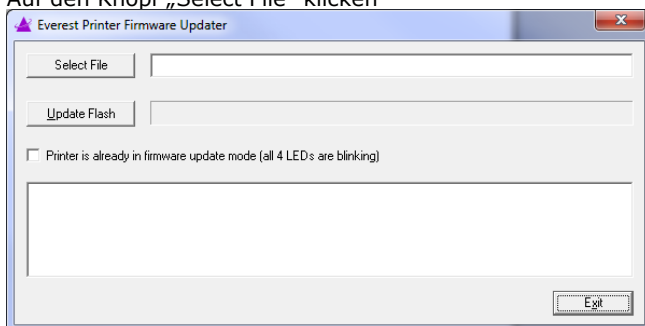 Auf den Knopf „Select File“ klicken
Everest Printer Firmware Updater
Select File
Update Flash
Printer is already in firmware update mode (all 4 LEDs are blinking)
Exit